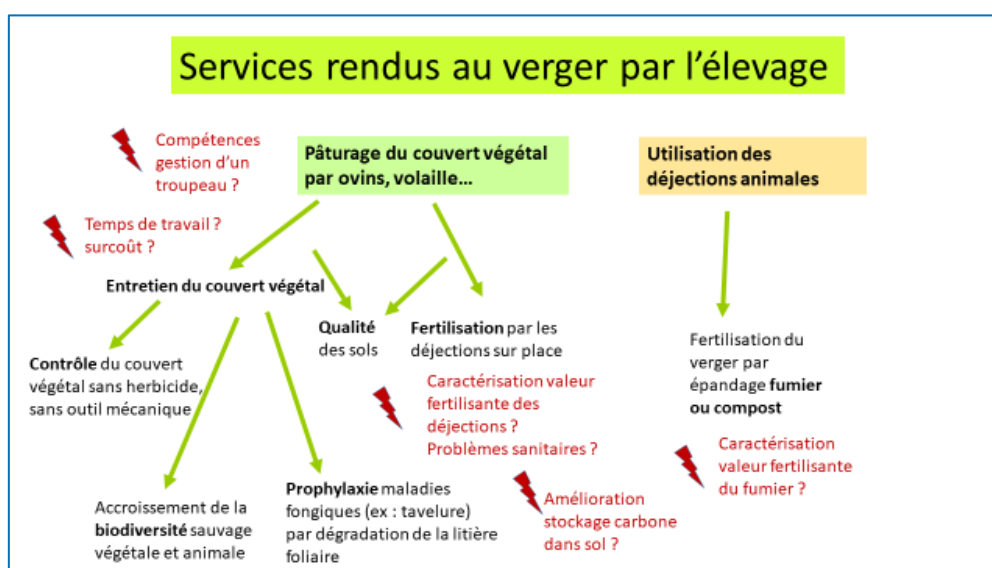 Services rendus au verger par l'élevage
Compétences
gestion d'un
troupeau ?
Pâturage du couvert végétal
par ovins, volaille...
Utilisation des
déjections animales
Temps de travail ?
surcoût ?
Entretien du couvert végétal
Qualité
des sols
Fertilisation par les
déjections sur place
Fertilisation du
verger par
épandage fumier
ou compost
Contrôle du couvert
végétal sans herbicide,
sans outil mécanique
Caractérisation valeur
fertilisante des
déjections ?
Problèmes sanitaires ?
Caractérisation
valeur fertilisante
du fumier ?
Accroissement de la
biodiversité sauvage
végétale et animale
Prophylaxie maladies
fongiques (ex : tavelure)
par dégradation de la litière
foliaire
Amélioration
stockage carbone
dans sol ?